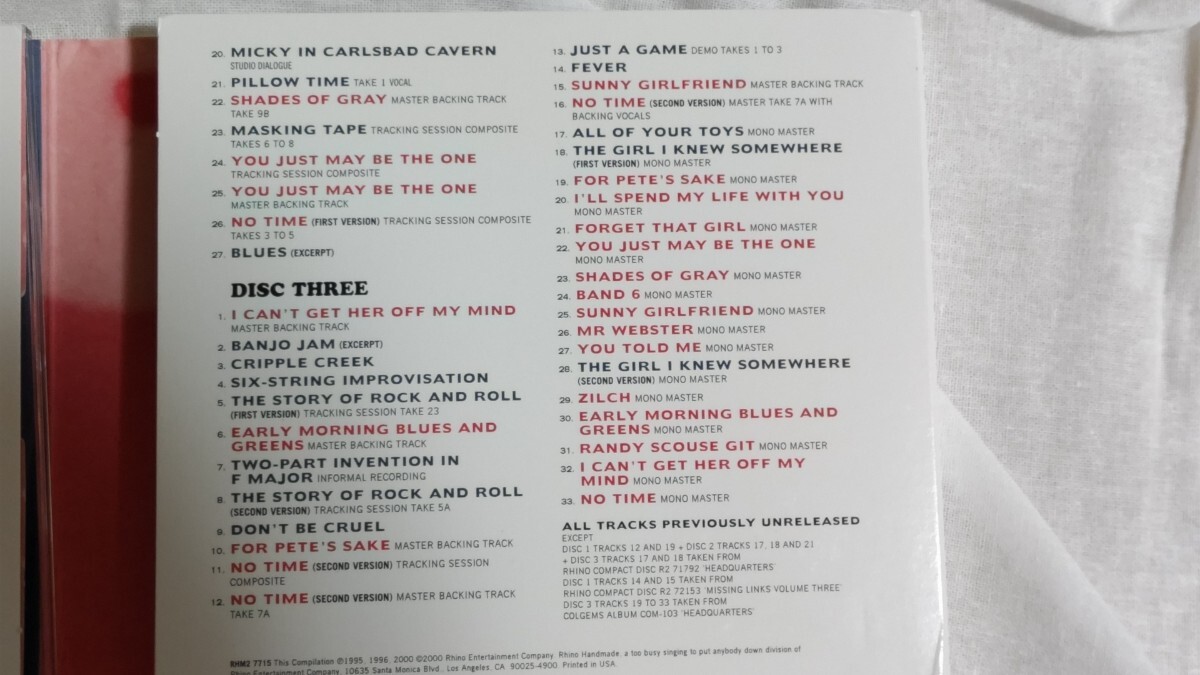 20. MICKY IN CARLSBAD CAVERN
STUDIO DIALOGUE
21. PILLOW TIME TAKE 1 VOCAL
22. SHADES OF GRAY MASTER BACKING TRACK
TAKE 9B
23. MASKING TAPE TRACKING SESSION COMPOSITE
TAKES 6 TO 8
24. YOU JUST MAY BE THE ONE
TRACKING SESSION COMPOSITE
25. YOU JUST MAY BE THE ONE
MASTER BACKING TRACK
26. NO TIME (FIRST VERSION) TRACKING SESSION COMPOSITE
TAKES 3 TO 5
27. BLUES (EXCERPT)
DISC THREE
1. I CAN'T GET HER OFF MY MIND
MASTER BACKING TRACK
2. BANJO JAM (EXCERPT)
3. CRIPPLE CREEK
4. SIX-STRING IMPROVISATION
5. THE STORY OF ROCK AND ROLL
(FIRST VERSION) TRACKING SESSION TAKE 23
6. EARLY MORNING BLUES AND
GREENS MASTER BACKING TRACK
7. TWO-PART INVENTION IN
F MAJOR INFORMAL RECORDING
8. THE STORY OF ROCK AND ROLL
(SECOND VERSION) TRACKING SESSION TAKE 5A
9. DON'T BE CRUEL
10. FOR PETE'S SAKE MASTER BACKING TRACK
11. NO TIME (SECOND VERSION) TRACKING SESSION
COMPOSITE
12. NO TIME (SECOND VERSION) MASTER BACKING TRACK
TAKE 7A
13. JUST A GAME DEMO TAKES 1 TO 3
14. FEVER
15. SUNNY GIRLFRIEND MASTER BACKING TRACK
16. NO TIME (SECOND VERSION) MASTER TAKE 7A WITH
BACKING VOCALS
17. ALL OF YOUR TOYS MONO MASTER
18. THE GIRL I KNEW SOMEWHERE
(FIRST VERSION) MONO MASTER
19. FOR PETE'S SAKE MONO MASTER
20. I'LL SPEND MY LIFE WITH YOU
MONO MASTER
21. FORGET THAT GIRL MONO MASTER
22. YOU JUST MAY BE THE ONE
MONO MASTER
23. SHADES OF GRAY MONO MASTER
24. BAND 6 MONO MASTER
25. SUNNY GIRLFRIEND MONO MASTER
26. MR WEBSTER MONO MASTER
27. YOU TOLD ME MONO MASTER
28. THE GIRL I KNEW SOMEWHERE
(SECOND VERSION) MONO MASTER
29. ZILCH MONO MASTER
30. EARLY MORNING BLUES AND
GREENS MONO MASTER
31. RANDY SCOUSE GIT MONO MASTER
32. I CAN'T GET HER OFF MY
MIND MONO MASTER
33. NO TIME MONO MASTER
ALL TRACKS PREVIOUSLY UNRELEASED
EXCEPT
DISC 1 TRACKS 12 AND 19 + DISC 2 TRACKS 17, 18 AND 21
+ DISC 3 TRACKS 17 AND 18 TAKEN FROM
RHINO COMPACT DISC R2 71792 'HEADQUARTERS'
DISC 1 TRACKS 14 AND 15 TAKEN FROM
RHINO COMPACT DISC R2 72153 'MISSING LINKS VOLUME THREE'
DISC 3 TRACKS 19 TO 33 TAKEN FROM
COLGEMS ALBUM COM-103 'HEADQUARTERS'
RHM2 7715 This Compilation ℗1995, 1996, 2000 ©2000 Rhino Entertainment Company. Rhino Handmade, a too busy singing to put anybody down division of
Rhino Entertainment Company, 10635 Santa Monica Blvd., Los Angeles, CA 90025-4900. Printed in USA.